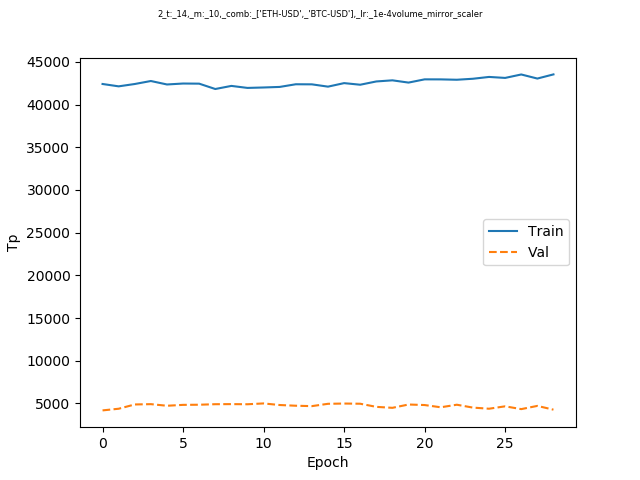 2_t:_14,_m:_10,_comb:_['ETH-USD',_'BTC-USD'],_lr:_1e-4volume_mirror_scaler
45000
40000
35000
30000
25000
20000
15000
10000
5000
Tp
Train
Val
0 5 10 15 20 25
Epoch